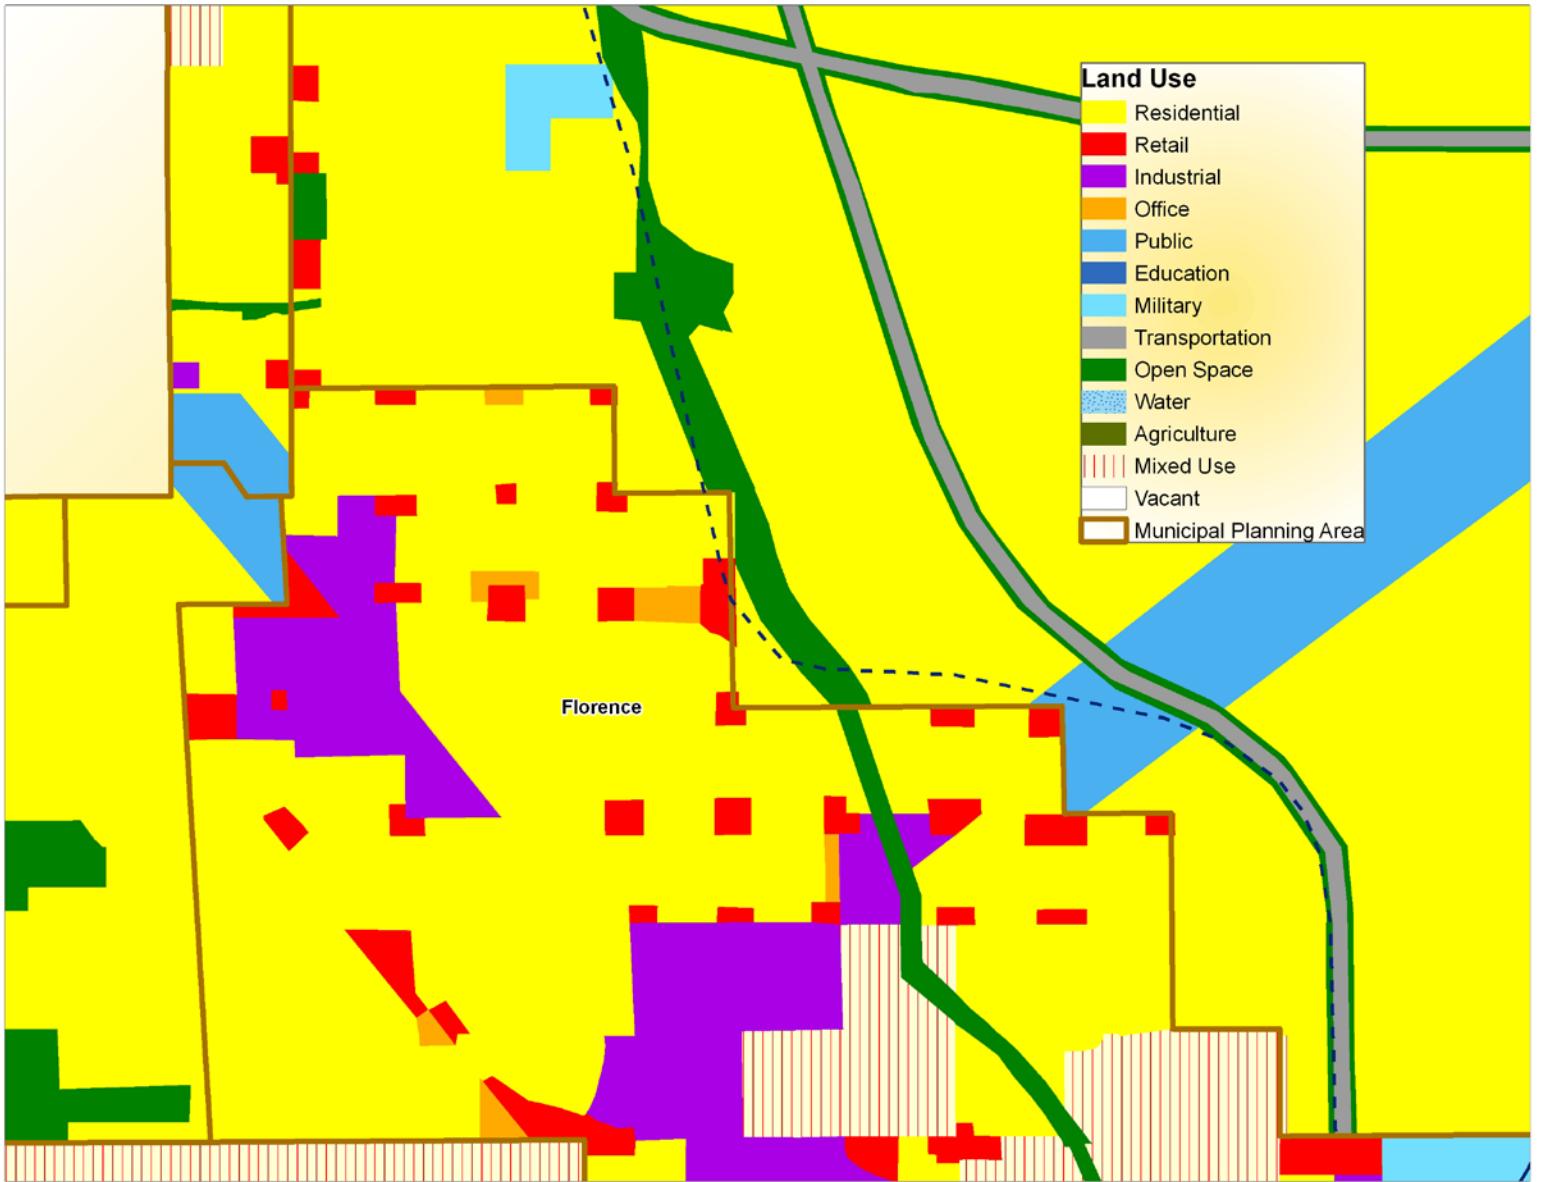 Land Use
Residential
Retail
Industrial
Office
Public
Education
Military
Transportation
Open Space
Water
Agriculture
Mixed Use
Vacant
Municipal Planning Area
Florence